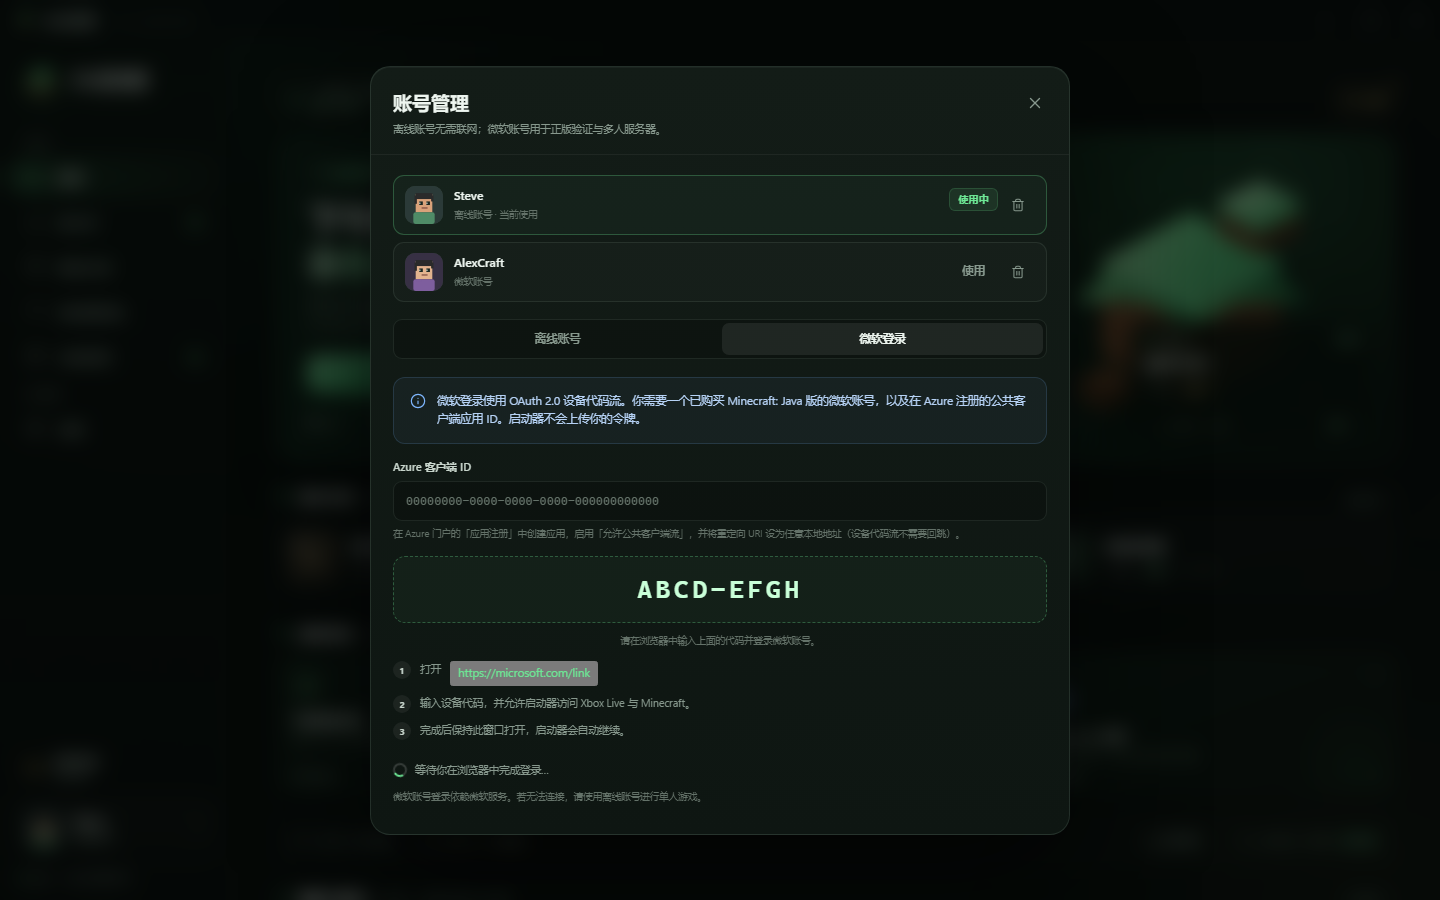 账号管理
离线账号无需联网；微软账号用于正版验证与多人服务器。
Steve
离线账号 · 当前使用
使用中
AlexCraft
微软账号
使用
离线账号
微软登录
微软登录使用 OAuth 2.0 设备代码流。你需要一个已购买 Minecraft: Java 版的微软账号，以及在 Azure 注册的公共客
户端应用 ID。启动器不会上传你的令牌。
Azure 客户端 ID
00000000-0000-0000-0000-000000000000
在 Azure 门户的「应用注册」中创建应用，启用「允许公共客户端流」，并将重定向 URI 设为任意本地地址（设备代码流不需要回跳）。
ABCD-EFGH
请在浏览器中输入上面的代码并登录微软账号。
1 打开 https://microsoft.com/link
2 输入设备代码，并允许启动器访问 Xbox Live 与 Minecraft。
3 完成后保持此窗口打开，启动器会自动继续。
等待你在浏览器中完成登录...
微软账号登录依赖微软服务。若无法连接，请使用离线账号进行单人游戏。